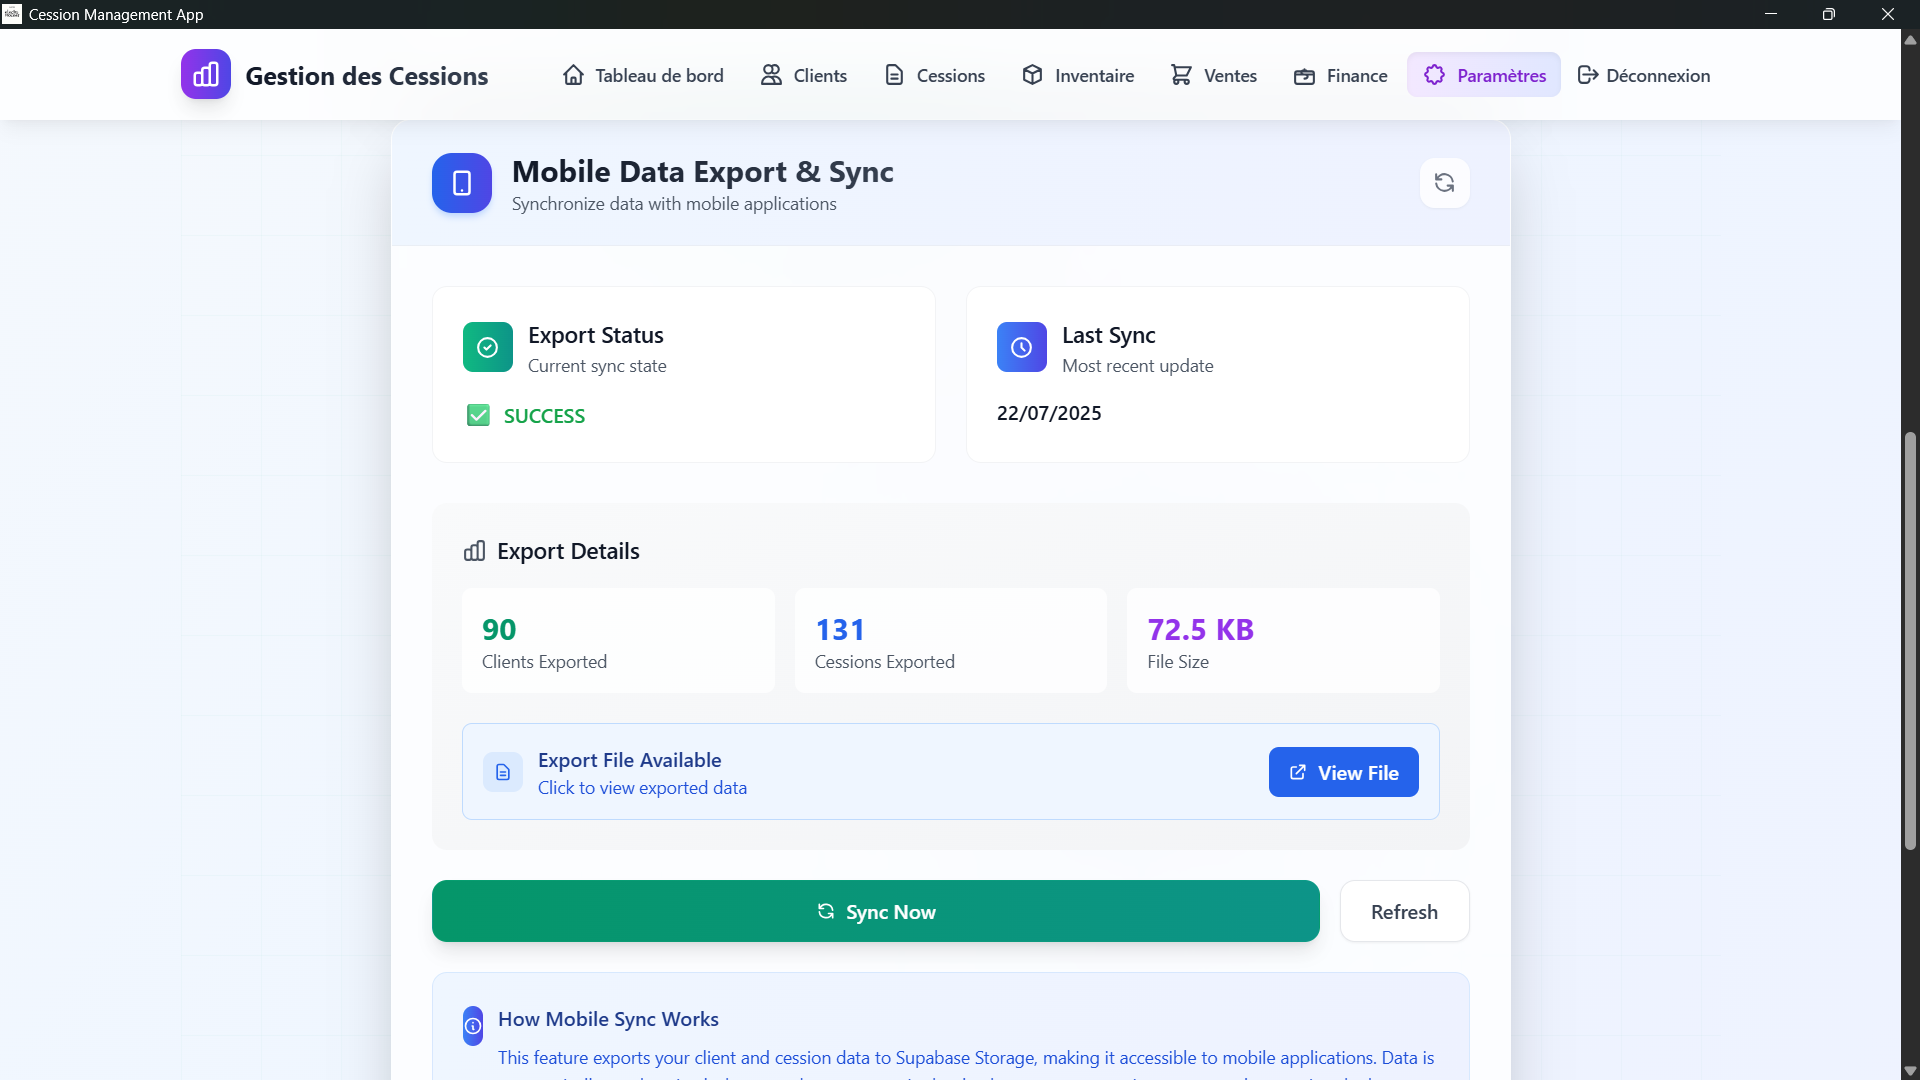 Cession Management App
Gestion des Cessions
Tableau de bord
Clients
Cessions
Inventaire
Ventes
Finance
Paramètres
Déconnexion
Mobile Data Export & Sync
Synchronize data with mobile applications
Export Status
Current sync state
SUCCESS
Last Sync
Most recent update
22/07/2025
Export Details
90
Clients Exported
131
Cessions Exported
72.5 KB
File Size
Export File Available
Click to view exported data
View File
Sync Now
Refresh
How Mobile Sync Works
This feature exports your client and cession data to Supabase Storage, making it accessible to mobile applications. Data is